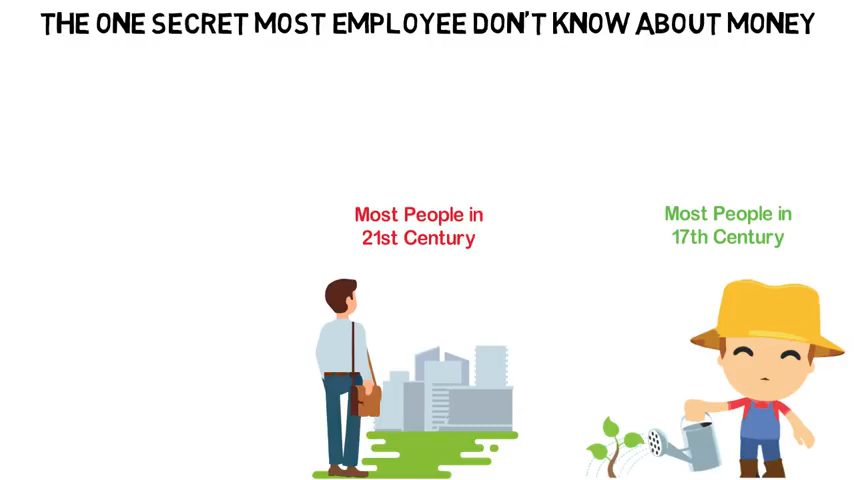 THE ONE SECRET MOST EMPLOYEE DON'T KNOW ABOUT MONEY
Most People in
21st Century
Most People in
17th Century